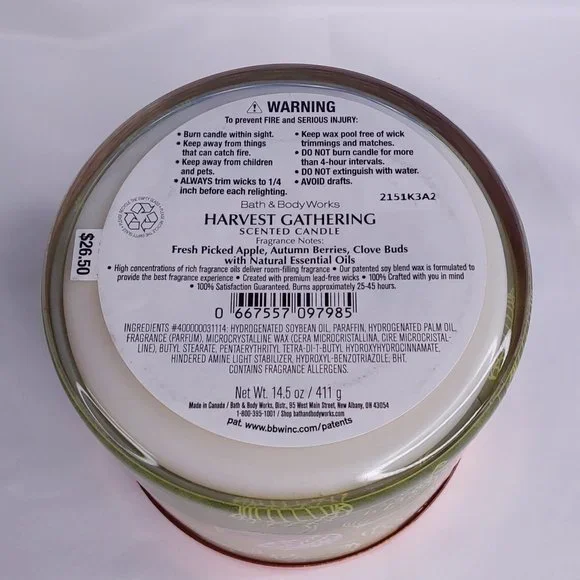 ⚠ WARNING
To prevent FIRE and SERIOUS INJURY:
• Burn candle within sight.
• Keep away from things
that can catch fire.
• Keep away from children
and pets.
• ALWAYS trim wicks to 1/4
inch before each relighting.
• Keep wax pool free of wick
trimmings and matches.
• DO NOT burn candle for more
than 4-hour intervals.
• DO NOT extinguish with water.
• AVOID drafts.
2151K3A2
Bath & Body Works
HARVEST GATHERING
SCENTED CANDLE
Fragrance Notes:
Fresh Picked Apple, Autumn Berries, Clove Buds
with Natural Essential Oils
• High concentrations of rich fragrance oils deliver room-filling fragrance • Our patented soy blend wax is formulated to
provide the best fragrance experience • Created with premium lead-free wicks • 100% Crafted with you in mind
• 100% Satisfaction Guaranteed. Burns approximately 25-45 hours.
0 667557 097985
INGREDIENTS #400000031114: HYDROGENATED SOYBEAN OIL, PARAFFIN, HYDROGENATED PALM OIL,
FRAGRANCE (PARFUM), MICROCRYSTALLINE WAX (CERA MICROCRISTALLINA, CIRE MICROCRISTAL-
LINE), BUTYL STEARATE, PENTAERYTHRITYL TETRA-DI-T-BUTYL HYDROXYHYDROCINNAMATE,
HINDERED AMINE LIGHT STABILIZER, HYDROXYL-BENZOTRIAZOLE, BHT.
CONTAINS FRAGRANCE ALLERGENS.
Net Wt. 14.5 oz / 411 g
Made in Canada / Bath & Body Works, Distr., 95 West Main Street, New Albany, OH 43054
1-800-395-1001 / Shop bathandbodyworks.com
pat. www.bbwinc.com/patents
$26.50